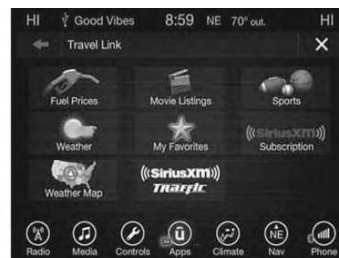 HI Good Vibes 8:59 NE 70° out. HI
Travel Link
Fuel Prices Movie Listings Sports
Weather My Favorites ((SiriusXM)) Subscription
Weather Map ((SiriusXM)) TRAFFIC
Radio Media Controls Apps Climate Nav Phone